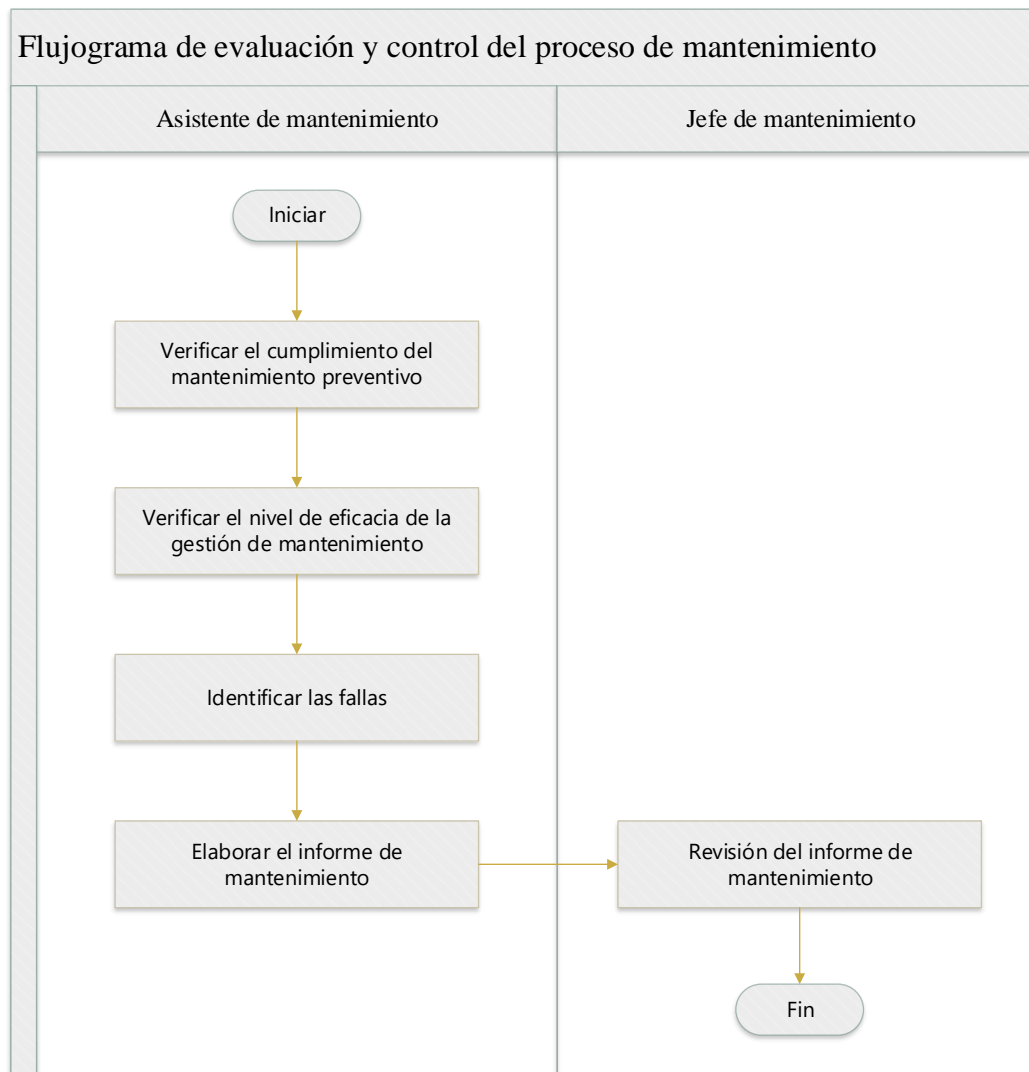 Flujograma de evaluación y control del proceso de mantenimiento
Asistente de mantenimiento
Jefe de mantenimiento
Iniciar
Verificar el cumplimiento del
mantenimiento preventivo
Verificar el nivel de eficacia de la
gestión de mantenimiento
Identificar las fallas
Elaborar el informe de
mantenimiento
Revisión del informe de
mantenimiento
Fin